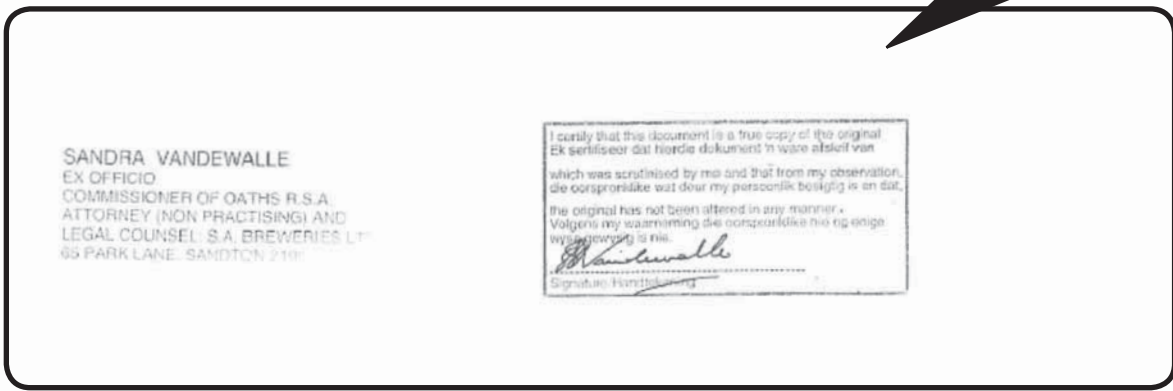 SANDRA VANDEWALLE
EX OFFICIO
COMMISSIONER OF OATHS R.S.A.
ATTORNEY (NON PRACTISING) AND
LEGAL COUNSEL: S.A. BREWERIES
65 PARK LANE, SANDTON
I certify that this document is a true copy of the original
Ek sertifiseer dat hierdie dokument 'n ware afskrif van
which was scrutinised by me and that from my observation,
die oorspronklike wat deur my persoonlik besigtig is en dat,
the original has not been altered in any manner.
Volgens my waarneming die oorspronklike nie op enige
wyse gewysig is nie.
Vandewalle
Signature/Handtekening